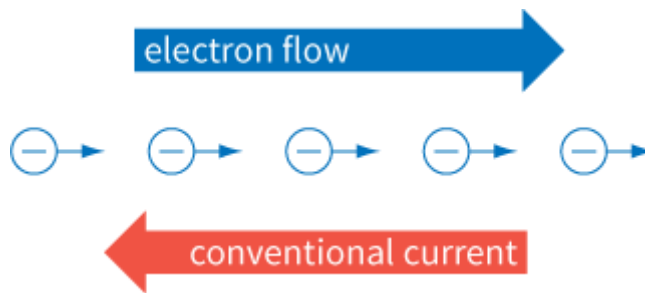 electron flow
− − − − −
conventional current